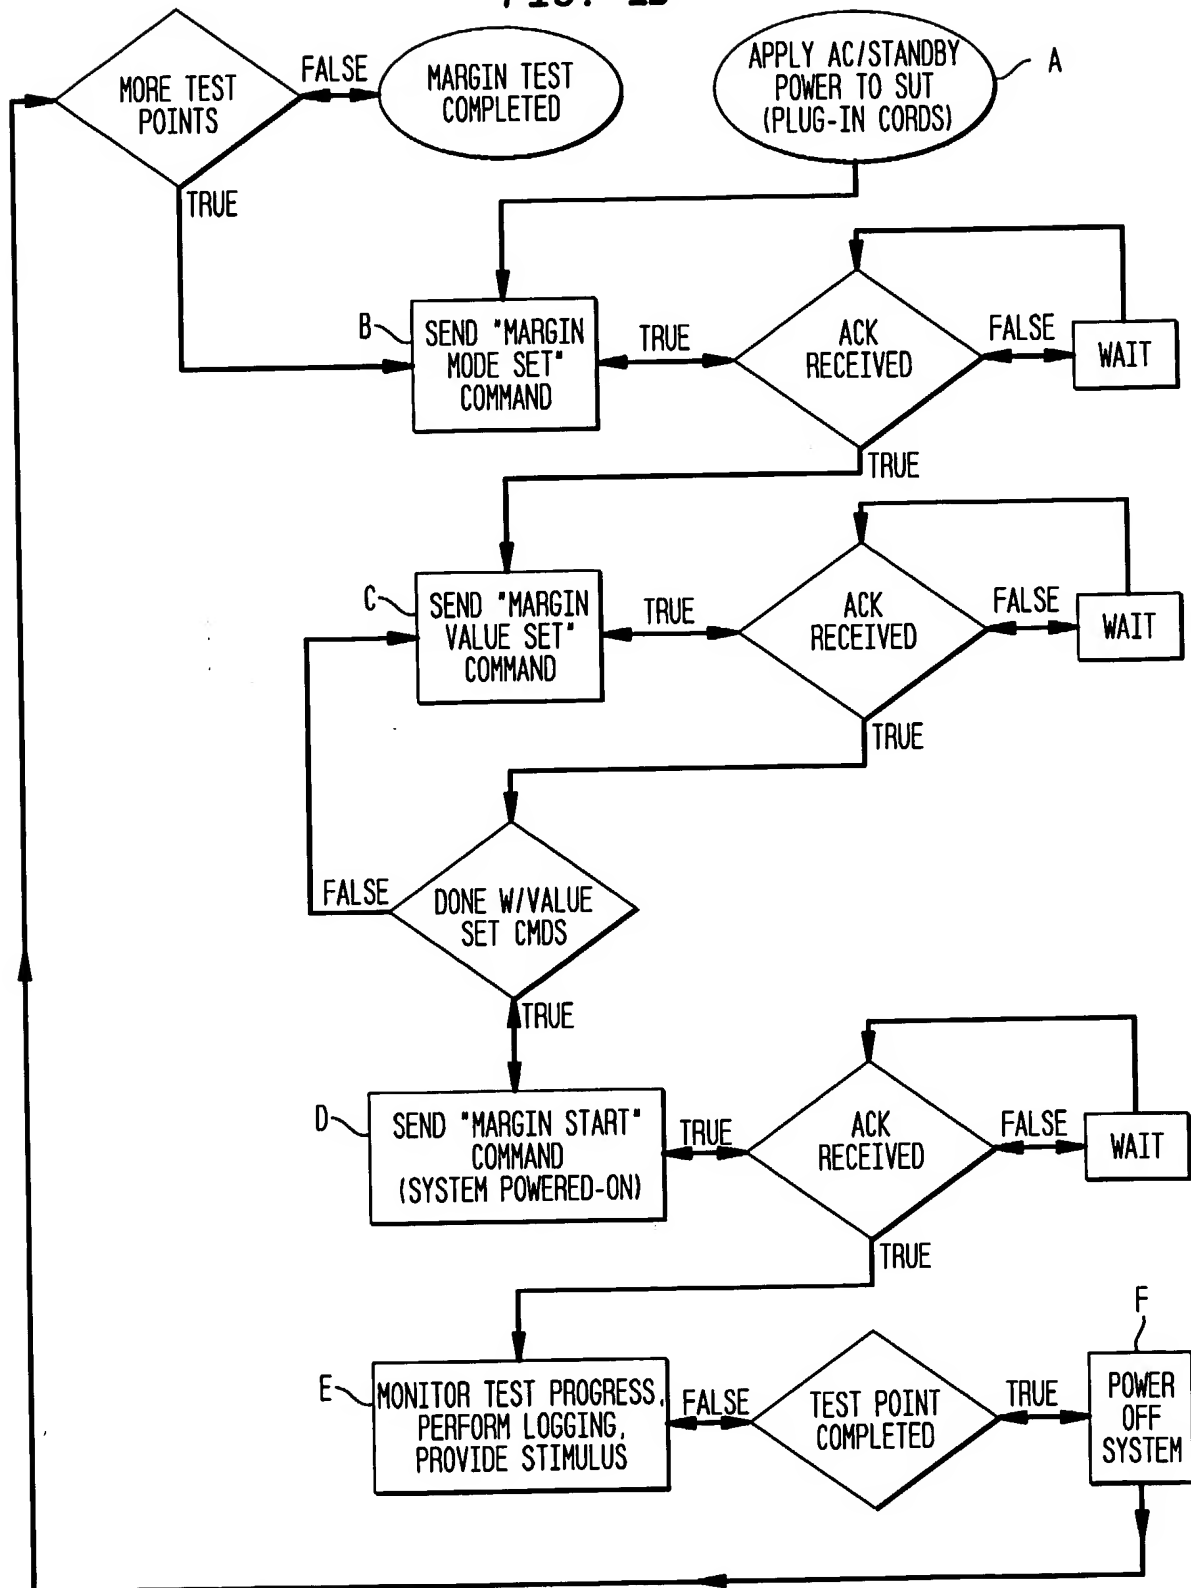 MORE TEST
POINTS
FALSE
TRUE
MARGIN TEST
COMPLETED
APPLY AC/STANDBY
POWER TO SUT
(PLUG-IN CORDS)
A
B
SEND "MARGIN
MODE SET"
COMMAND
TRUE
ACK
RECEIVED
FALSE
WAIT
TRUE
C
SEND "MARGIN
VALUE SET"
COMMAND
TRUE
ACK
RECEIVED
FALSE
WAIT
TRUE
FALSE
DONE W/VALUE
SET CMDS
TRUE
D
SEND "MARGIN START"
COMMAND
(SYSTEM POWERED-ON)
TRUE
ACK
RECEIVED
FALSE
WAIT
TRUE
E
MONITOR TEST PROGRESS,
PERFORM LOGGING,
PROVIDE STIMULUS
FALSE
TEST POINT
COMPLETED
TRUE
F
POWER
OFF
SYSTEM